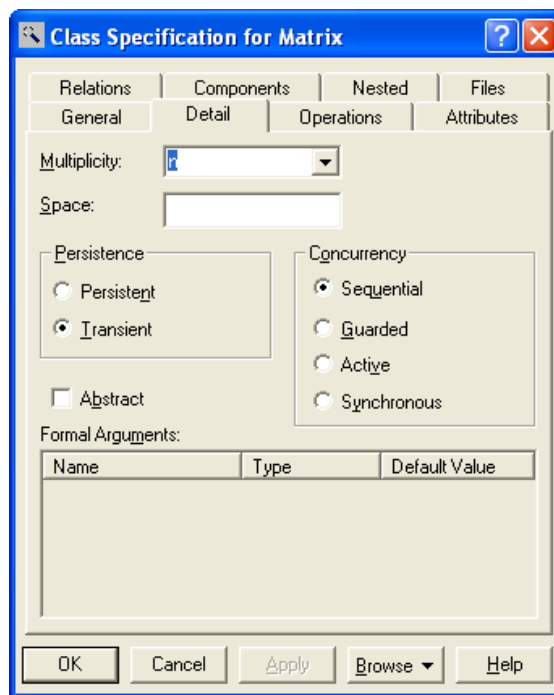 Class Specification for Matrix
Relations Components Nested Files
General Detail Operations Attributes
Multiplicity: n
Space:
Persistence
Persistent
Transient
Concurrency
Sequential
Guarded
Active
Synchronous
Abstract
Formal Arguments:
Name Type Default Value
OK Cancel Apply Browse Help